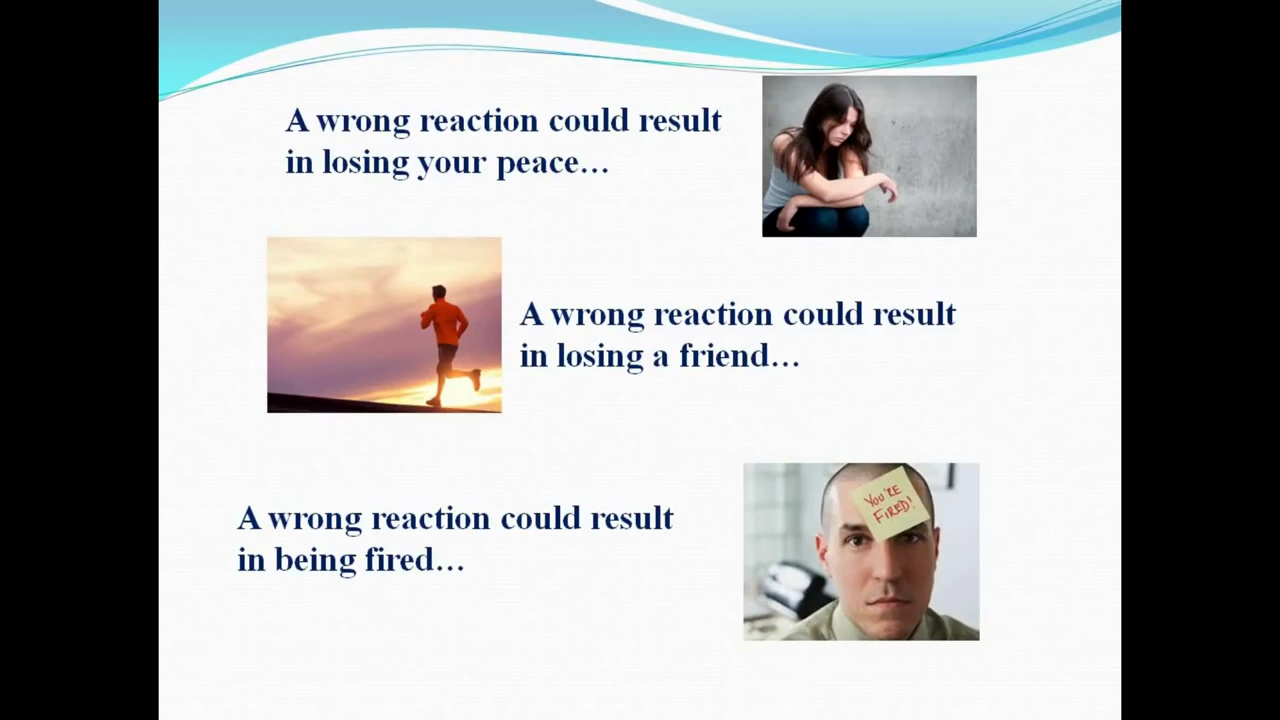 A wrong reaction could result
in losing your peace…
A wrong reaction could result
in losing a friend…
A wrong reaction could result
in being fired…
YOU'RE
FIRED!